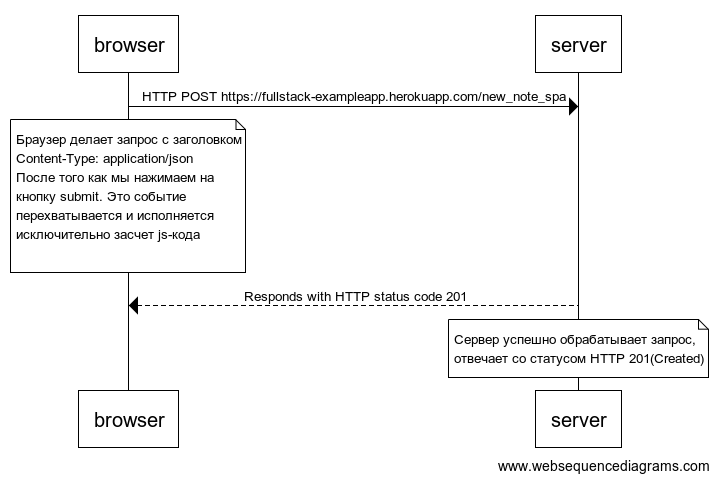 browser
server
HTTP POST https://fullstack-exampleapp.herokuapp.com/new_note_spa
Браузер делает запрос с заголовком
Content-Type: application/json
После того как мы нажимаем на
кнопку submit. Это событие
перехватывается и исполняется
исключительно засчет js-кода
Responds with HTTP status code 201
Сервер успешно обрабатывает запрос,
отвечает со статусом HTTP 201(Created)
browser
server
www.websequencediagrams.com